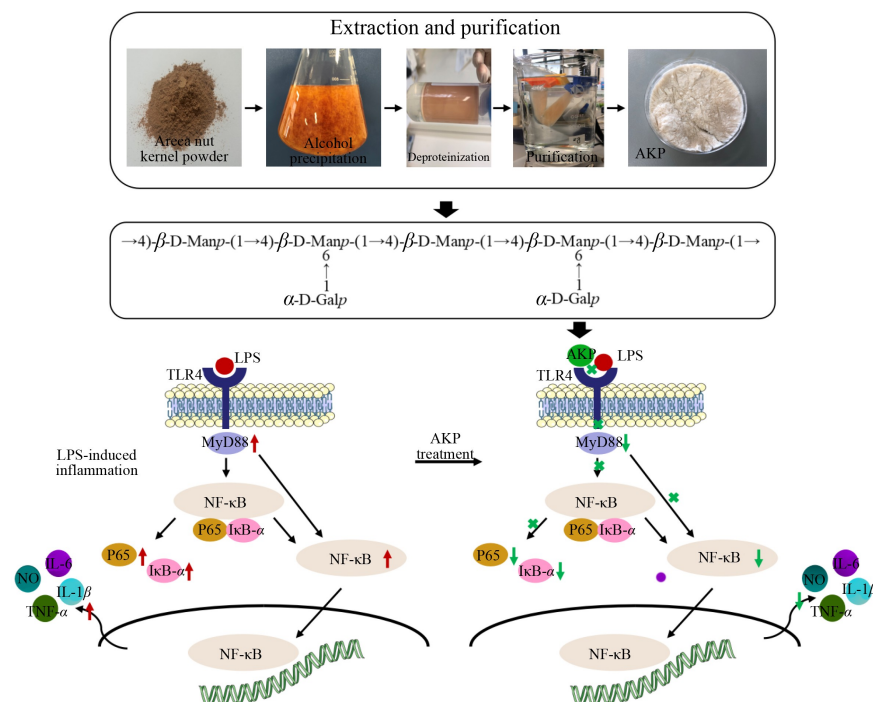 Extraction and purification
Areca nut
kernel powder
Alcohol
precipitation
Deproteinization
Purification
AKP
→4)-β-D-Manp-(1→4)-β-D-Manp-(1→4)-β-D-Manp-(1→4)-β-D-Manp-(1→4)-β-D-Manp-(1→
6 6
↑ ↑
1 1
α-D-Galp α-D-Galp
LPS
TLR4
MyD88
LPS-induced
inflammation
NF-κB
P65 IκB-α
P65
IκB-α
NF-κB
IL-6
NO
IL-1β
TNF-α
NF-κB
AKP
treatment
AKP
LPS
TLR4
MyD88
NF-κB
P65 IκB-α
P65
IκB-α
NF-κB
IL-6
NO
IL-1β
TNF-α
NF-κB